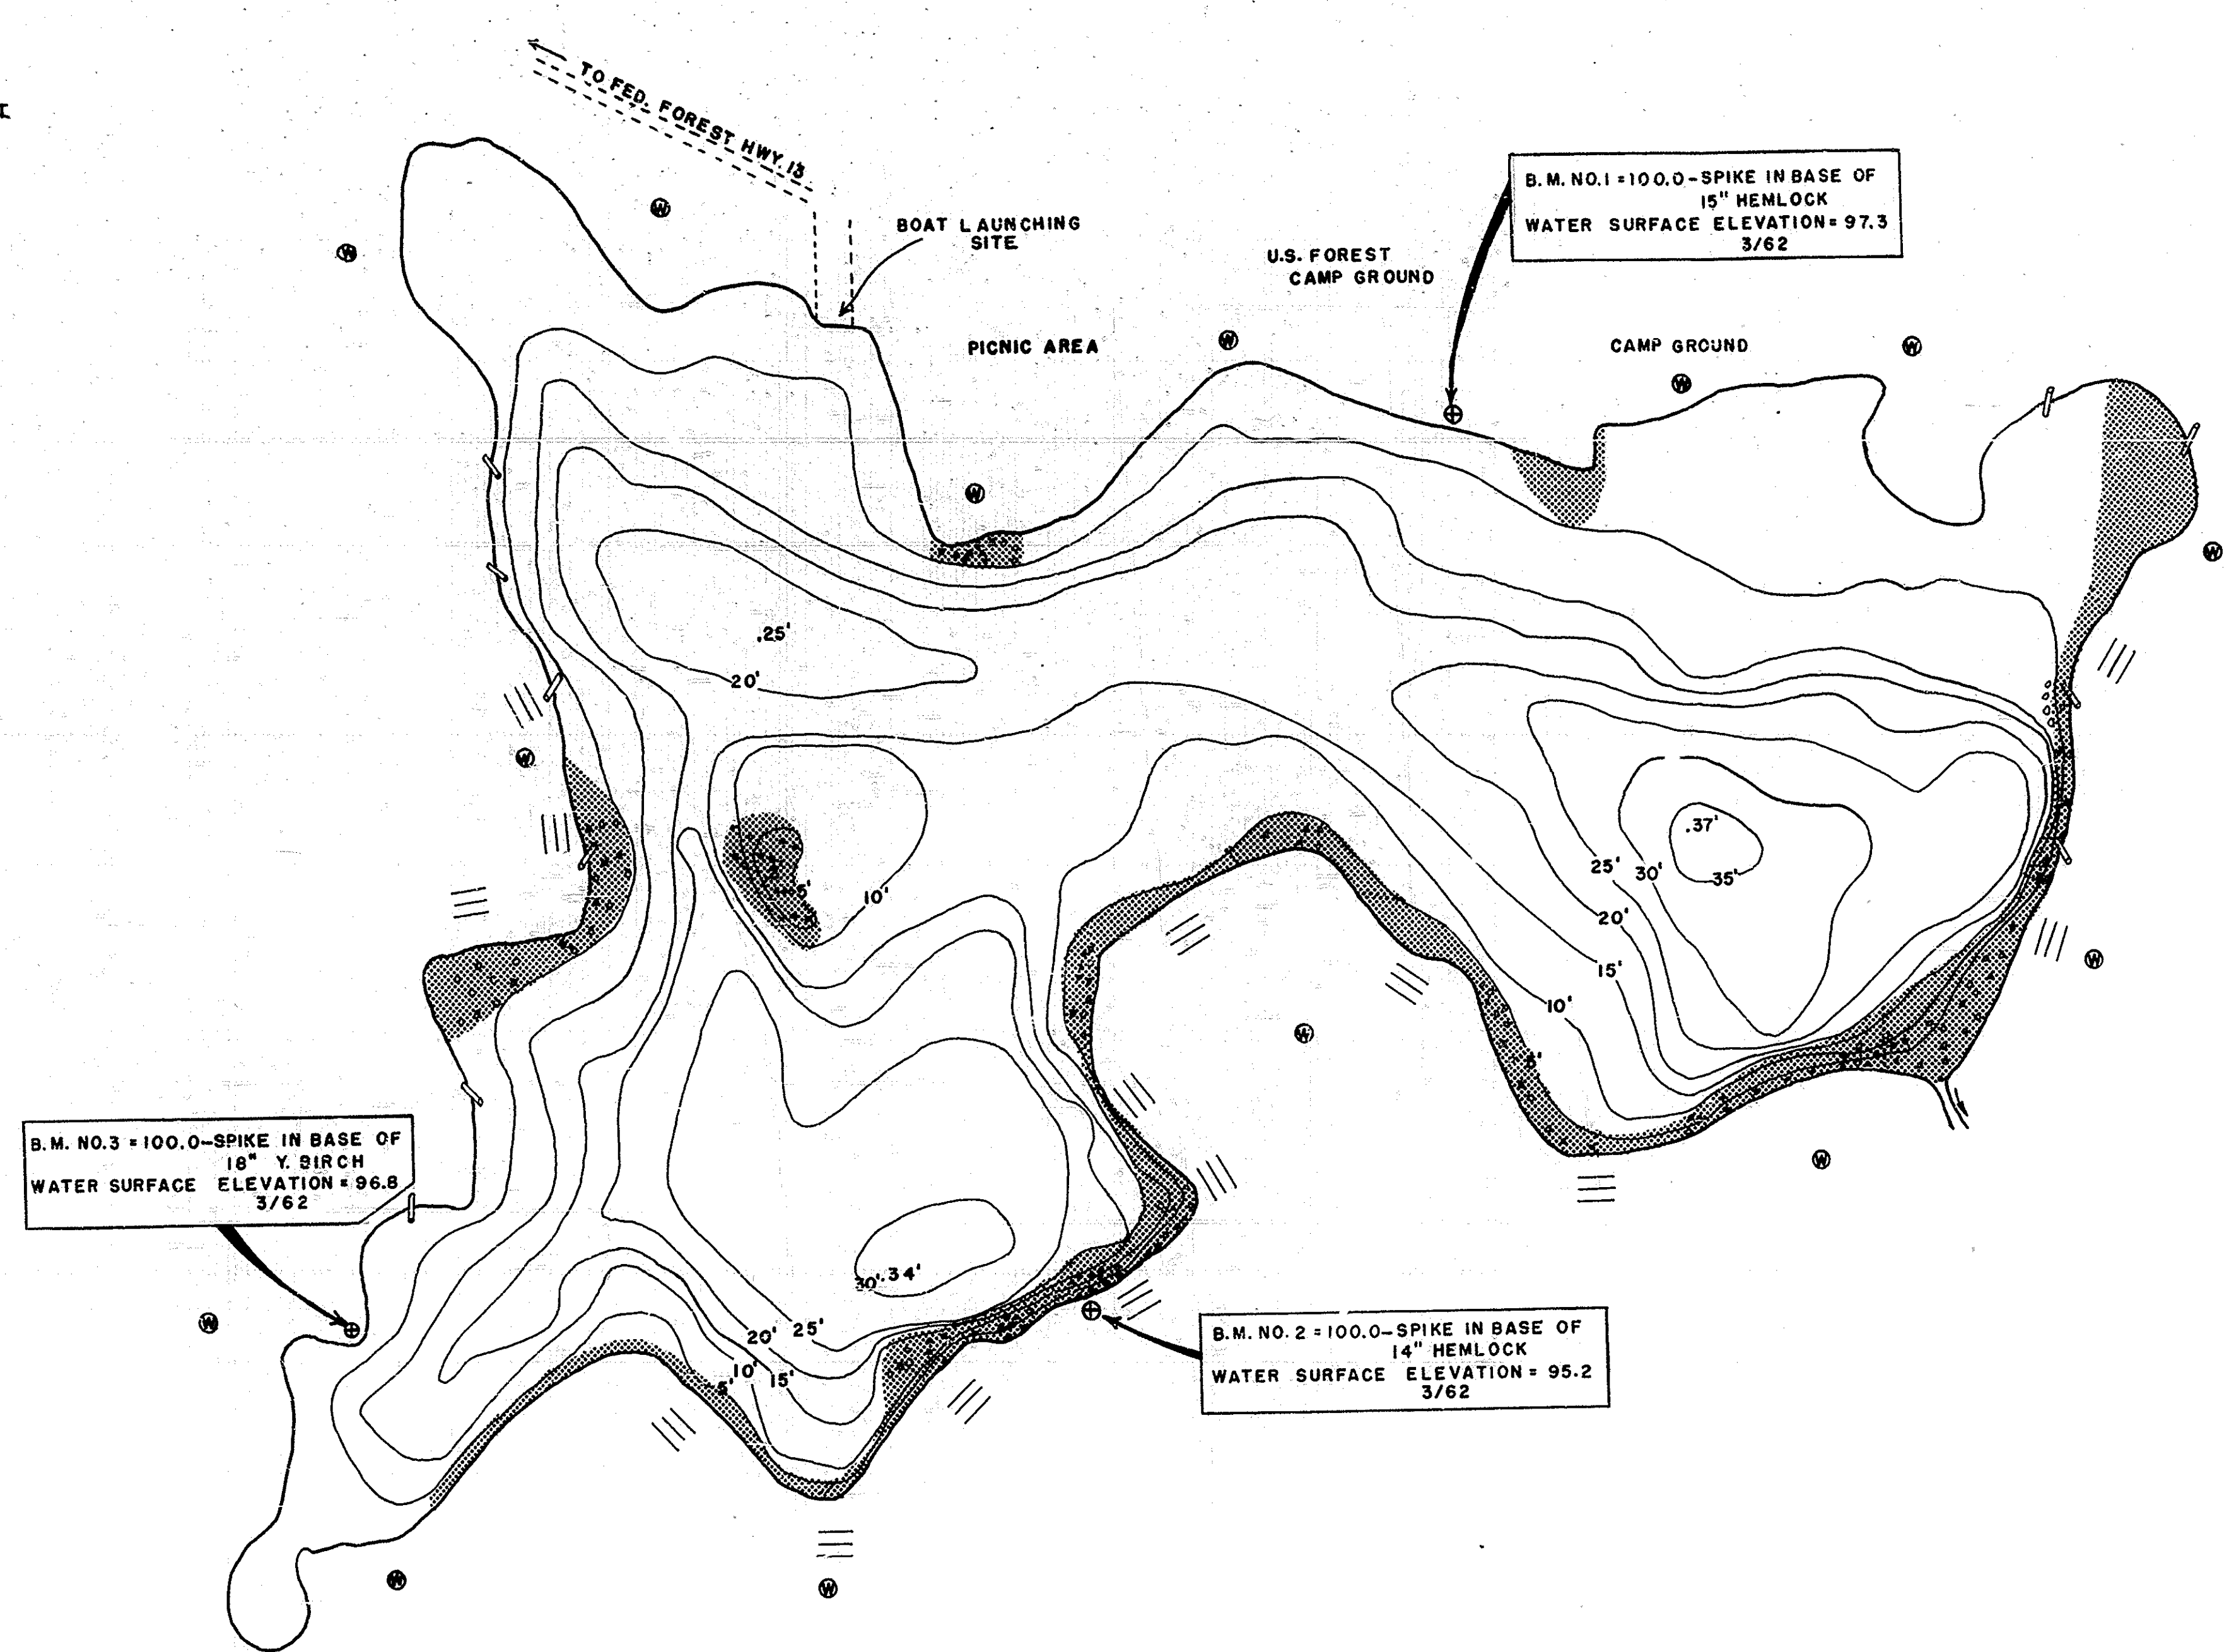 TO FED. FOREST HWY. 13
BOAT LAUNCHING
SITE
B.M. NO.1 = 100.0-SPIKE IN BASE OF
15" HEMLOCK
WATER SURFACE ELEVATION = 97.3
3/62
U.S. FOREST
CAMP GROUND
PICNIC AREA
CAMP GROUND
W
W
W
W
W
W
W
.25'
20'
W
.37'
35'
25'
30'
5'
10'
20'
15'
10'
W
W
W
5'
B.M. NO.3 = 100.0-SPIKE IN BASE OF
18" Y. BIRCH
WATER SURFACE ELEVATION = 96.8
3/62
W
30'
.34'
W
20'
25'
10'
15'
5'
B.M. NO. 2 = 100.0-SPIKE IN BASE OF
14" HEMLOCK
WATER SURFACE ELEVATION = 95.2
3/62
W
W